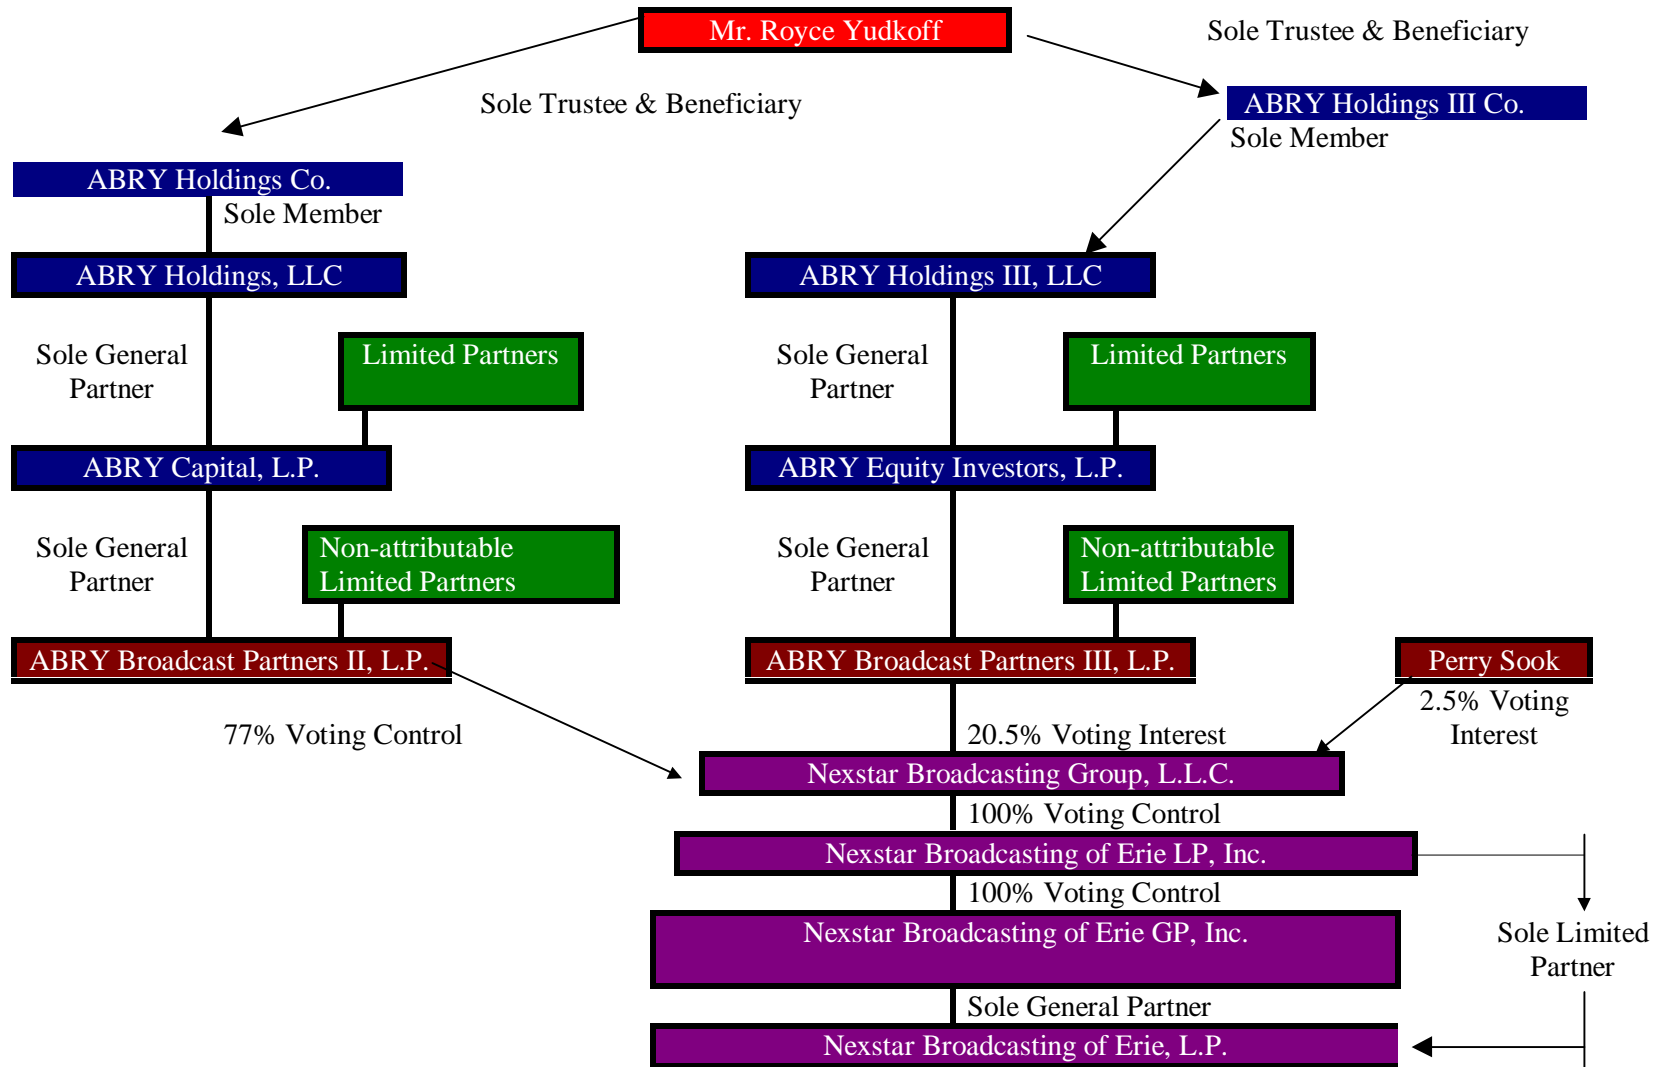 Mr. Royce Yudkoff
Sole Trustee & Beneficiary
Sole Trustee & Beneficiary
ABRY Holdings III Co.
Sole Member
ABRY Holdings Co.
Sole Member
ABRY Holdings, LLC
ABRY Holdings III, LLC
Sole General
Partner
Limited Partners
Sole General
Partner
Limited Partners
ABRY Capital, L.P.
ABRY Equity Investors, L.P.
Sole General
Partner
Non-attributable
Limited Partners
Sole General
Partner
Non-attributable
Limited Partners
ABRY Broadcast Partners II, L.P.
ABRY Broadcast Partners III, L.P.
Perry Sook
77% Voting Control
20.5% Voting Interest
2.5% Voting
Interest
Nexstar Broadcasting Group, L.L.C.
100% Voting Control
Nexstar Broadcasting of Erie LP, Inc.
100% Voting Control
Nexstar Broadcasting of Erie GP, Inc.
Sole Limited
Partner
Sole General Partner
Nexstar Broadcasting of Erie, L.P.